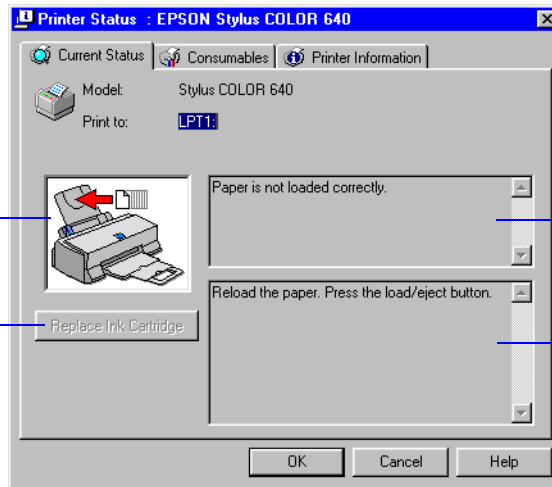 Printer Status : EPSON Stylus COLOR 640
Current Status Consumables Printer Information
Model: Stylus COLOR 640
Print to: LPT1:
Paper is not loaded correctly.
Reload the paper. Press the load/eject button.
Replace Ink Cartridge
OK Cancel Help